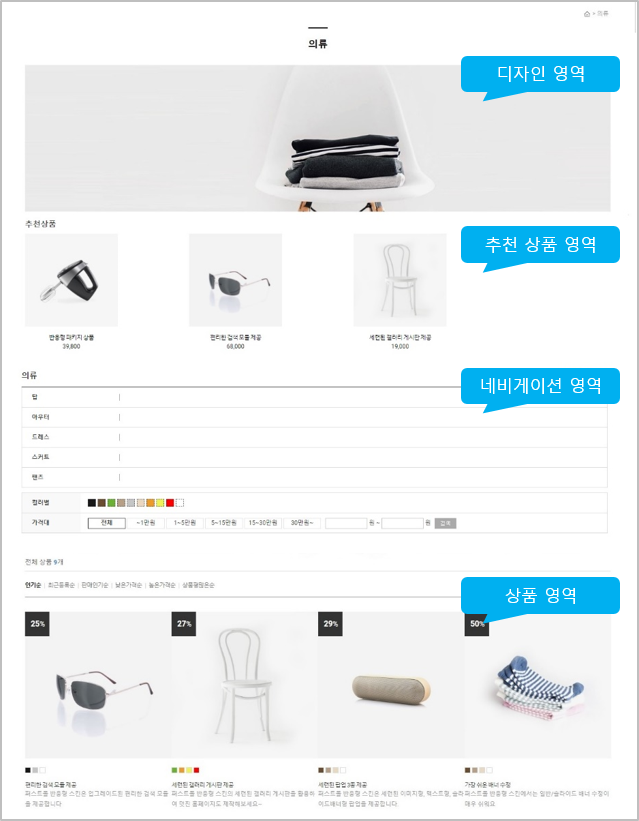 > 의류
의류
디자인 영역
추천상품
추천 상품 영역
반응형 패키지 상품
39,800
편리한 검색 모듈 제공
68,000
세련된 갤러리 게시판 제공
19,000
의류
네비게이션 영역
탑
아우터
드레스
스커트
팬츠
컬러별
가격대
전체
~1만원
1~5만원
5~15만원
15~30만원
30만원~
원 ~
원
검색
전체 상품 9개
인기순 | 최근등록순 | 판매인기순 | 낮은가격순 | 높은가격순 | 상품평많은순
상품 영역
25%
27%
29%
50%
편리한 검색 모듈 제공
파스트몰 반응형 스킨은 업그레이드된 편리한 검색 모듈
을 제공합니다.
세련된 갤러리 게시판 제공
파스트몰 반응형 스킨의 세련된 갤러리 게시판을 활용하
여 멋진 홈페이지도 제작해보세요~
세련된 팝업 3종 제공
파스트몰 반응형 스킨은 세련된 이미지형, 텍스트형, 슬라
이드배너형 팝업을 제공합니다.
가장 쉬운 배너 수정
파스트몰 반응형 스킨에서는 일반/슬라이드 배너 수정이
매우 쉬워요